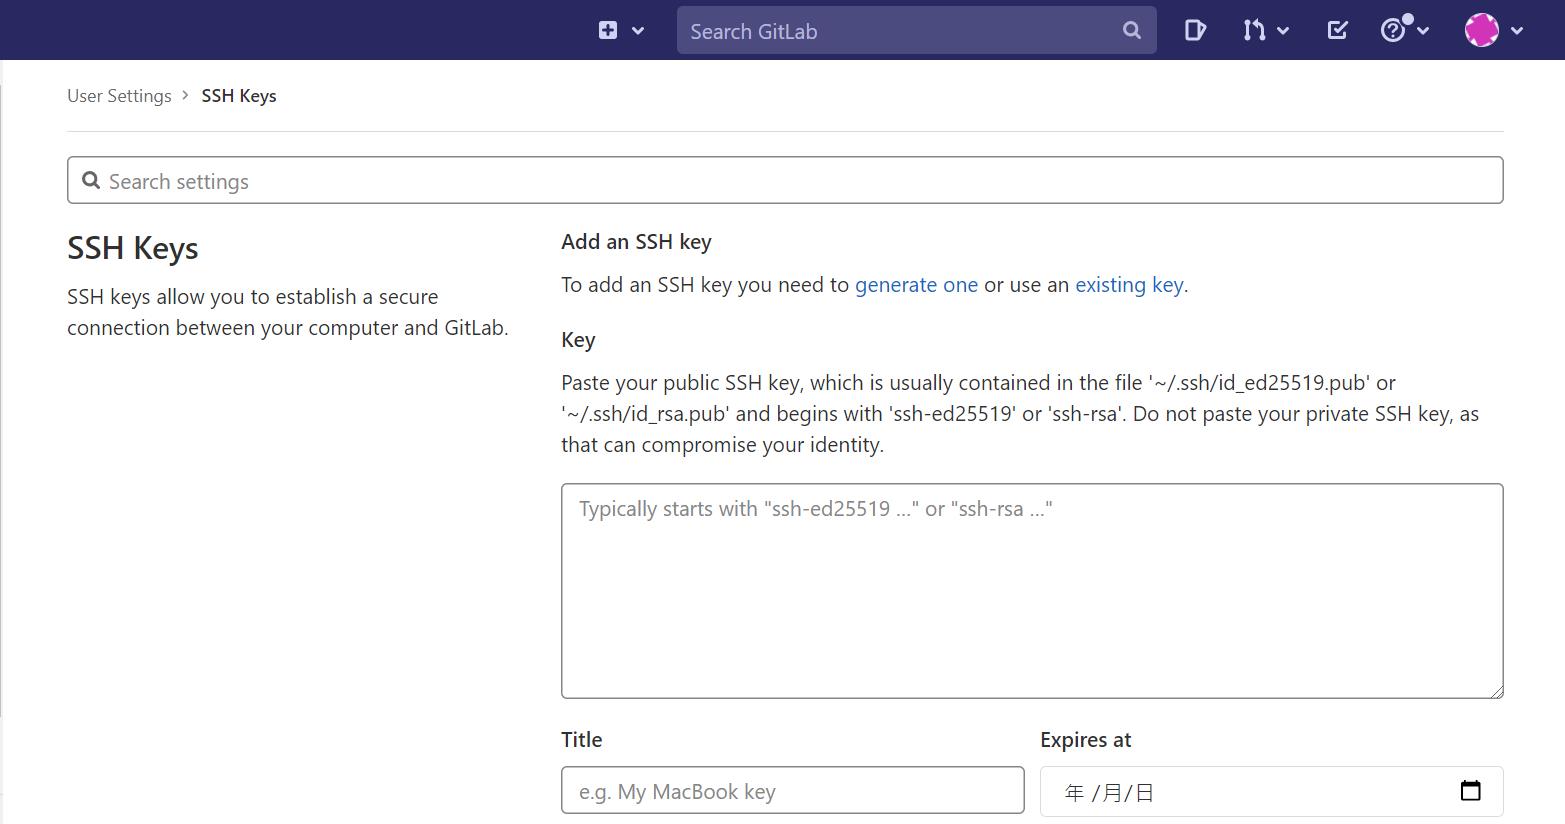 Search GitLab
User Settings > SSH Keys
Search settings
SSH Keys
SSH keys allow you to establish a secure
connection between your computer and GitLab.
Add an SSH key
To add an SSH key you need to generate one or use an existing key.
Key
Paste your public SSH key, which is usually contained in the file '~/.ssh/id_ed25519.pub' or
'~/.ssh/id_rsa.pub' and begins with 'ssh-ed25519' or 'ssh-rsa'. Do not paste your private SSH key, as
that can compromise your identity.
Typically starts with "ssh-ed25519 …" or "ssh-rsa …"
Title
Expires at
e.g. My MacBook key
年 /月/日